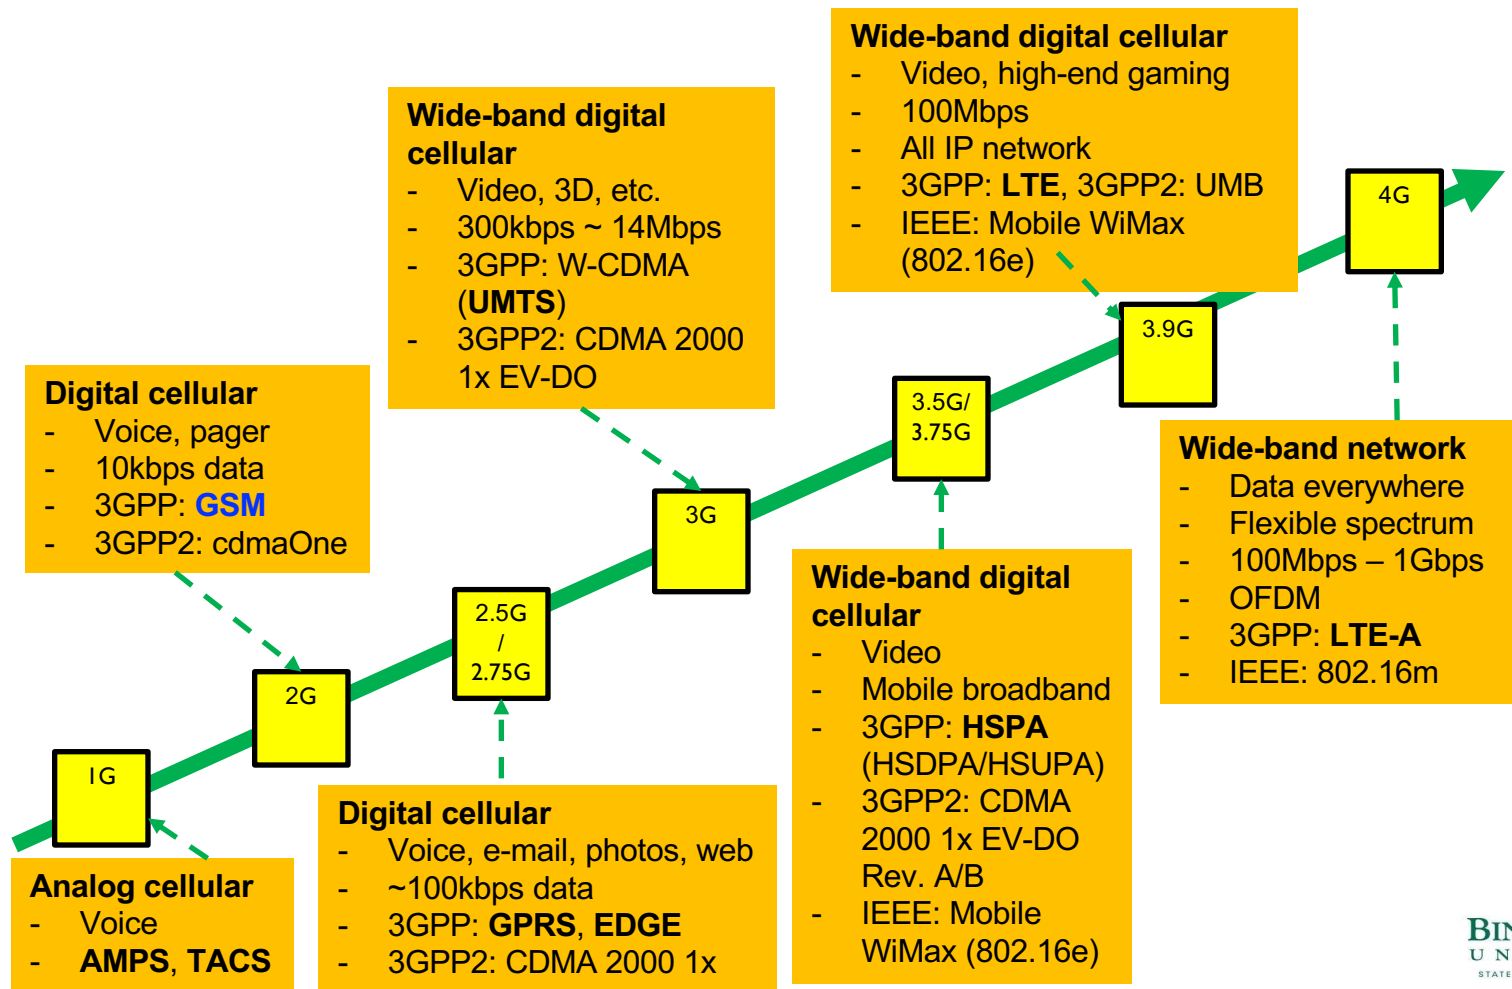 Analog cellular
- Voice
- AMPS, TACS
1G
Digital cellular
- Voice, pager
- 10kbps data
- 3GPP: GSM
- 3GPP2: cdmaOne
2G
Digital cellular
- Voice, e-mail, photos, web
- ~100kbps data
- 3GPP: GPRS, EDGE
- 3GPP2: CDMA 2000 1x
2.5G
/
2.75G
Wide-band digital
cellular
- Video, 3D, etc.
- 300kbps ~ 14Mbps
- 3GPP: W-CDMA
(UMTS)
- 3GPP2: CDMA 2000
1x EV-DO
3G
Wide-band digital
cellular
- Video
- Mobile broadband
- 3GPP: HSPA
(HSDPA/HSUPA)
- 3GPP2: CDMA
2000 1x EV-DO
Rev. A/B
- IEEE: Mobile
WiMax (802.16e)
3.5G/
3.75G
Wide-band digital cellular
- Video, high-end gaming
- 100Mbps
- All IP network
- 3GPP: LTE, 3GPP2: UMB
- IEEE: Mobile WiMax
(802.16e)
3.9G
Wide-band network
- Data everywhere
- Flexible spectrum
- 100Mbps – 1Gbps
- OFDM
- 3GPP: LTE-A
- IEEE: 802.16m
4G
BIN
U N
STATE